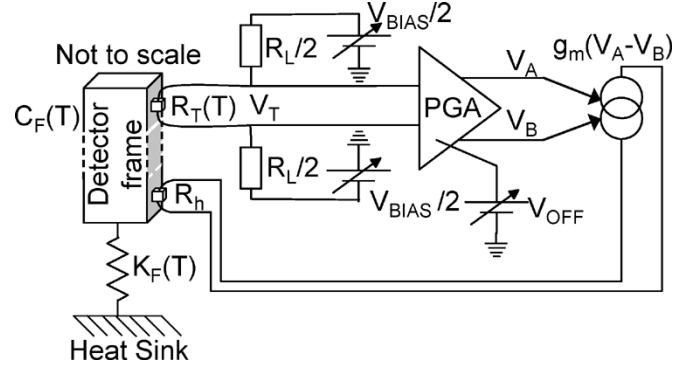 V_BIAS/2
g_m(V_A-V_B)
Not to scale
R_L/2
V_A
C_F(T)
R_T(T)
V_T
PGA
Detector
frame
V_B
R_L/2
R_h
V_BIAS/2
V_OFF
K_F(T)
Heat Sink